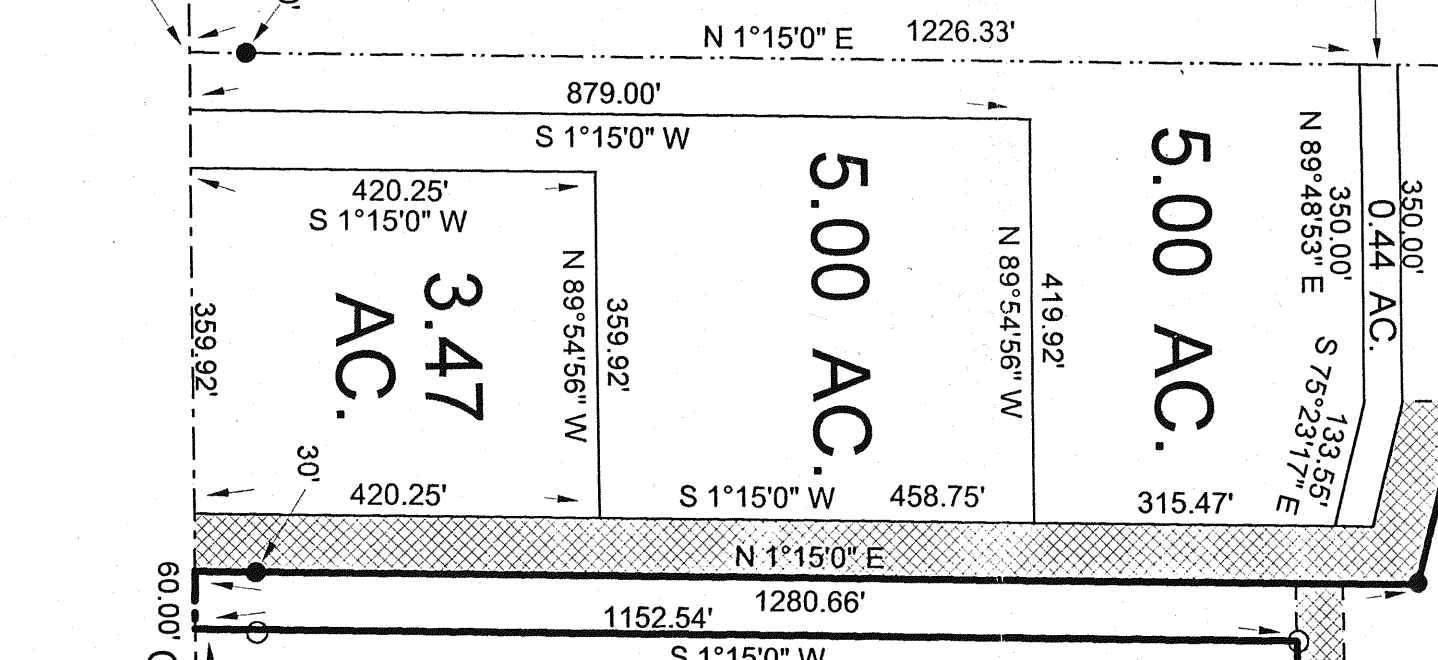 N 1°15'0" E 1226.33'
879.00'
S 1°15'0" W
420.25'
S 1°15'0" W
359.92'
3.47
AC.
N 89°54'56" W
359.92'
5.00 AC.
N 89°54'56" W
419.92'
5.00 AC.
N 89°48'53" E
350.00'
0.44 AC.
350.00'
S 75°23'17" E
133.55'
30'
420.25'
S 1°15'0" W 458.75'
315.47'
N 1°15'0" E
60.00'
1280.66'
1152.54'
S 1°15'0" W